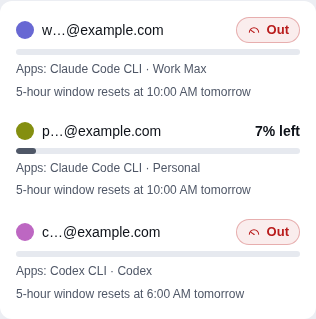 w…@example.com Out
Apps: Claude Code CLI · Work Max
5-hour window resets at 10:00 AM tomorrow
p…@example.com 7% left
Apps: Claude Code CLI · Personal
5-hour window resets at 10:00 AM tomorrow
c…@example.com Out
Apps: Codex CLI · Codex
5-hour window resets at 6:00 AM tomorrow